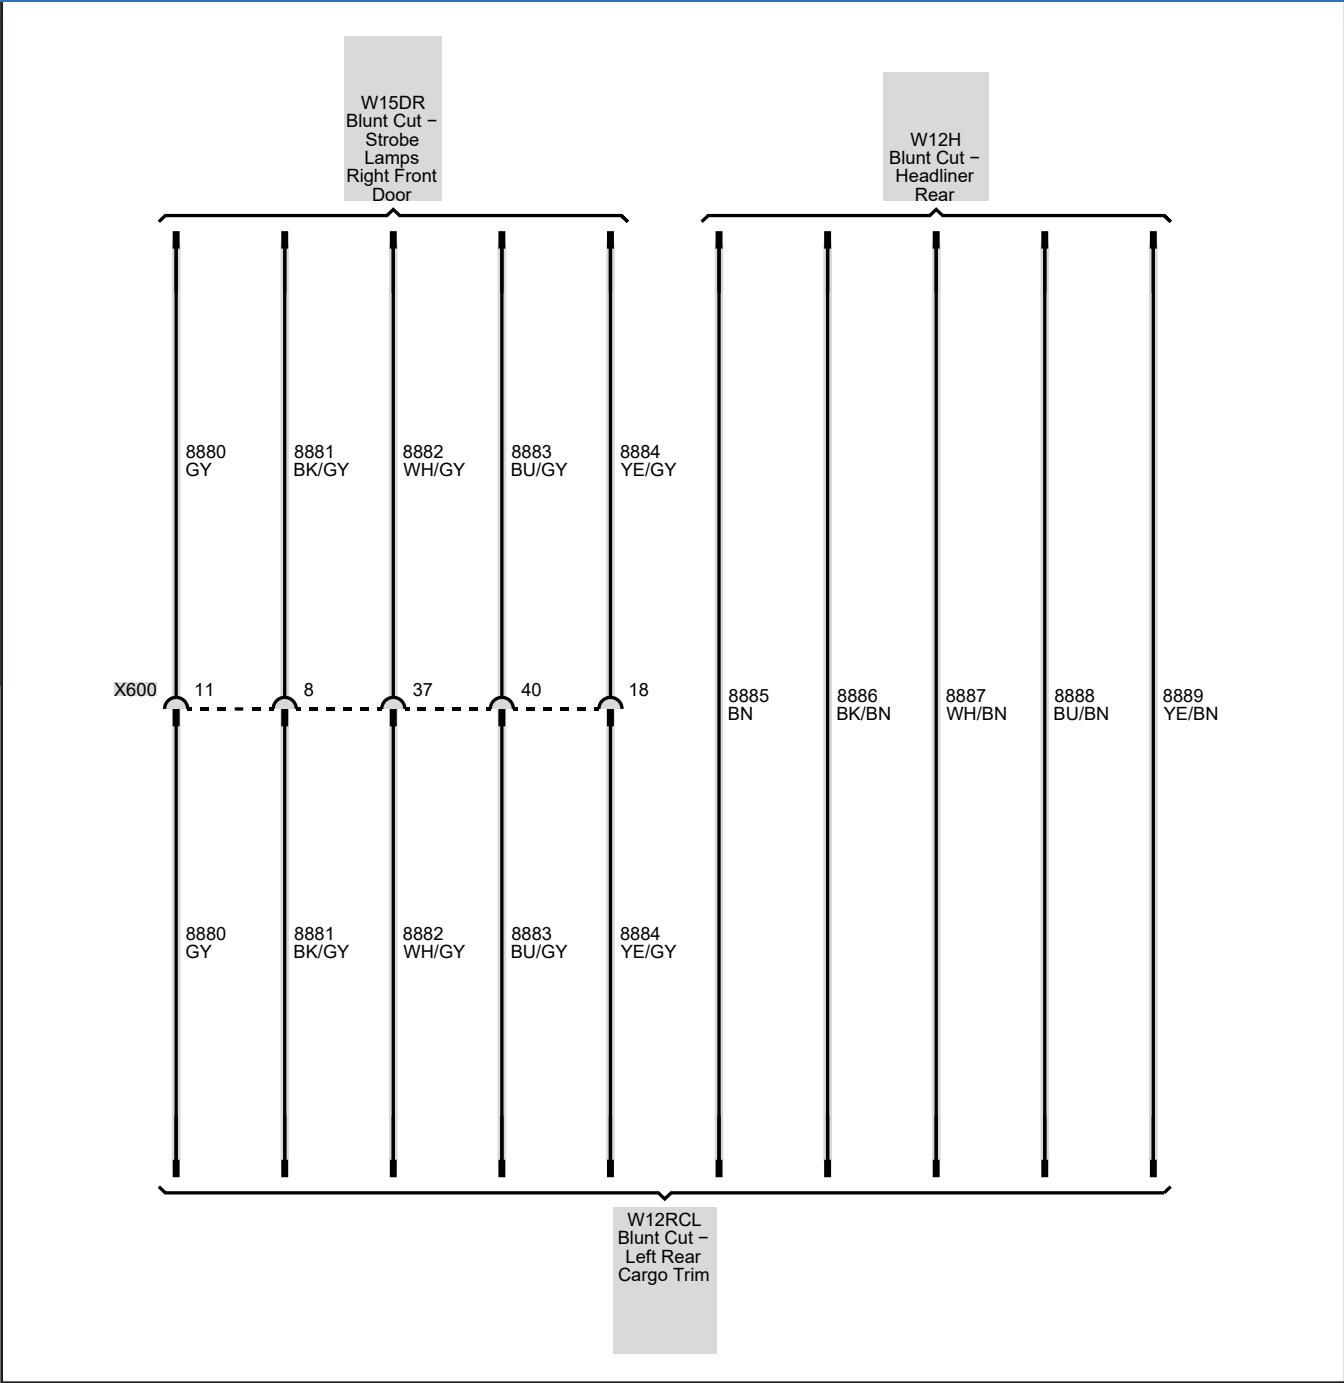 W15DR
Blunt Cut −
Strobe
Lamps
Right Front
Door
W12H
Blunt Cut −
Headliner
Rear
8880
GY
8881
BK/GY
8882
WH/GY
8883
BU/GY
8884
YE/GY
X600
11
8
37
40
18
8885
BN
8886
BK/BN
8887
WH/BN
8888
BU/BN
8889
YE/BN
8880
GY
8881
BK/GY
8882
WH/GY
8883
BU/GY
8884
YE/GY
W12RCL
Blunt Cut −
Left Rear
Cargo Trim